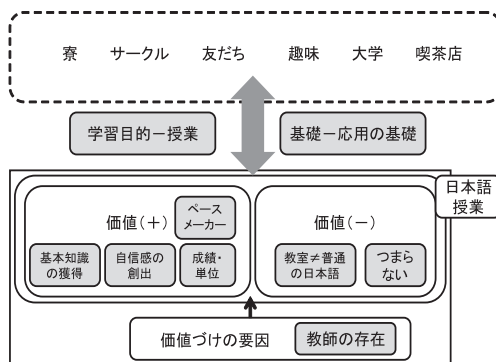 寮 サークル 友だち 趣味 大学 喫茶店
学習目的－授業
基礎－応用の基礎
日本語
授業
価値(+)
ペース
メーカー
基本知識
の獲得
自信感の
創出
成績・
単位
価値(－)
教室≠普通
の日本語
つまら
ない
価値づけの要因
教師の存在